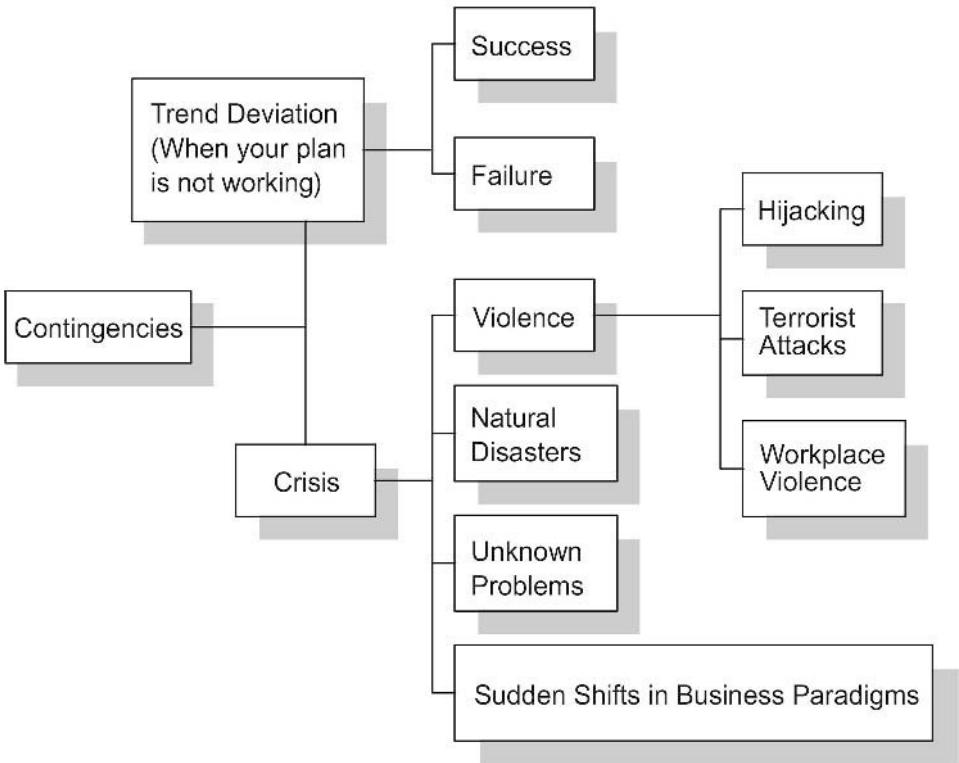 Success
Trend Deviation
(When your plan
is not working)
Failure
Hijacking
Contingencies
Violence
Terrorist
Attacks
Natural
Disasters
Workplace
Violence
Crisis
Unknown
Problems
Sudden Shifts in Business Paradigms